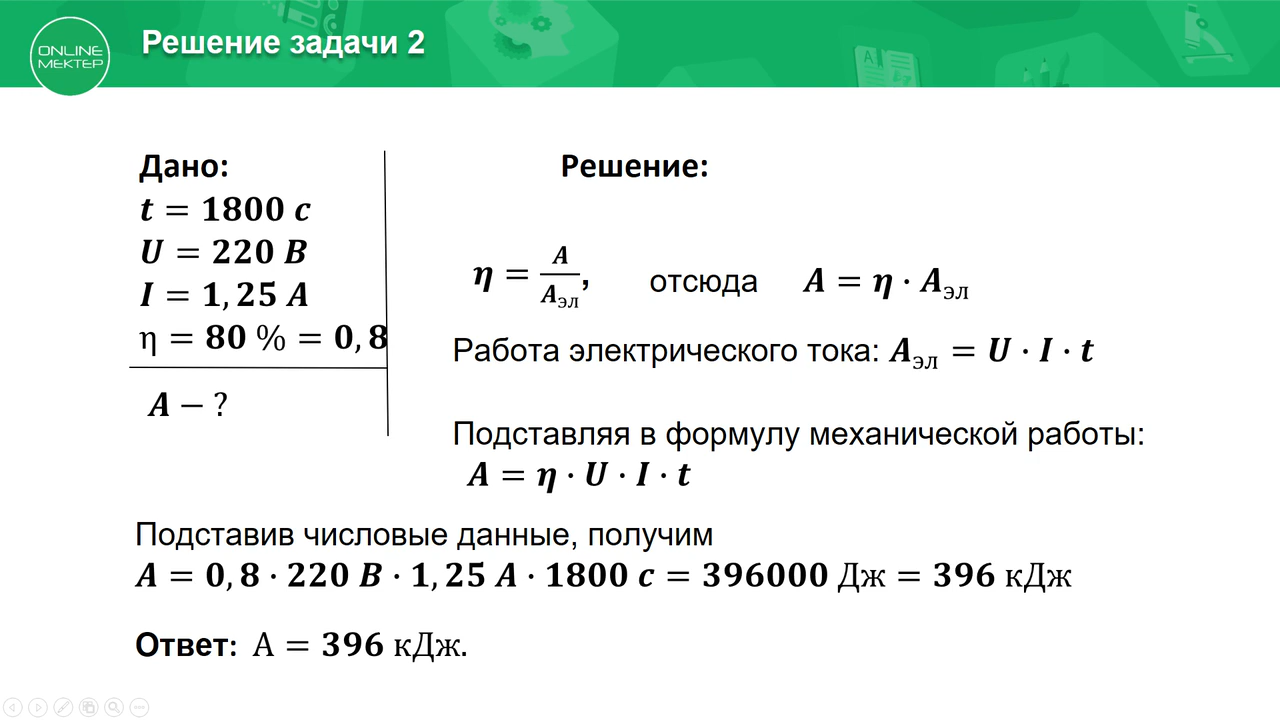 ONLINE
МЕКТЕР
Решение задачи 2
Дано:
t = 1800 с
U = 220 В
I = 1,25 А
η = 80 % = 0,8
A − ?
Решение:
η = A/Aэл, отсюда A = η · Aэл
Работа электрического тока: Aэл = U · I · t
Подставляя в формулу механической работы:
A = η · U · I · t
Подставив числовые данные, получим
A = 0,8 · 220 В · 1,25 А · 1800 с = 396000 Дж = 396 кДж
Ответ: А = 396 кДж.